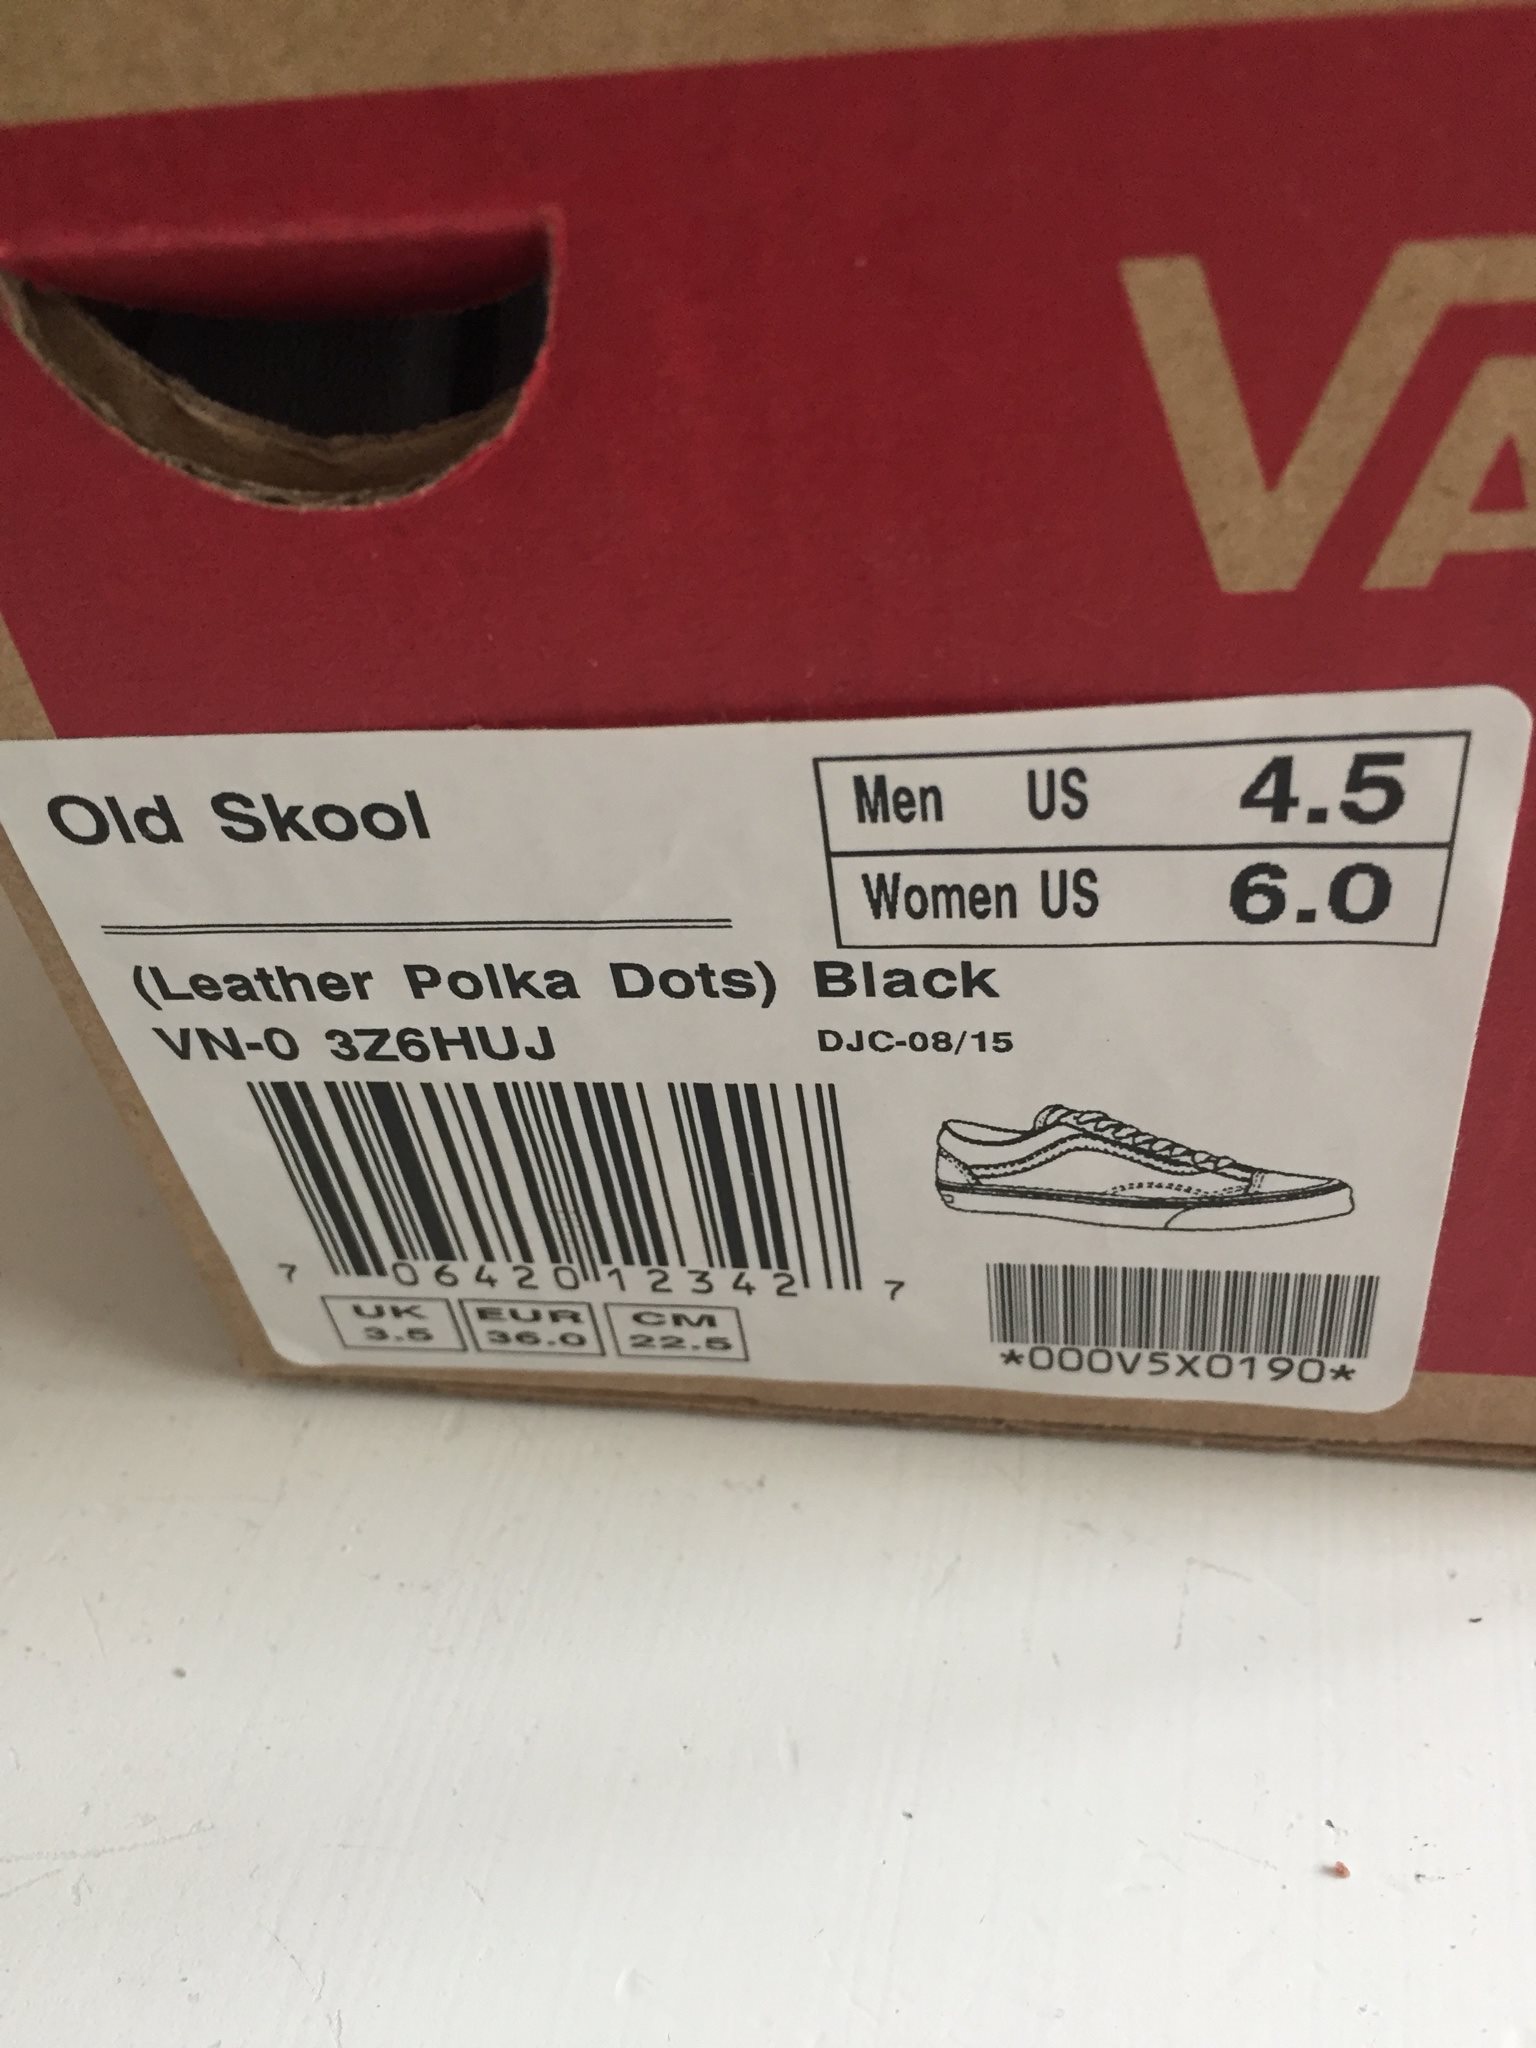 VA
Old Skool
Men US 4.5
Women US 6.0
(Leather Polka Dots) Black
VN-0 3Z6HUJ DJC-08/15
7 06420 12342 7
UK EUR CM
3.5 36.0 22.5
*000V5X0190*